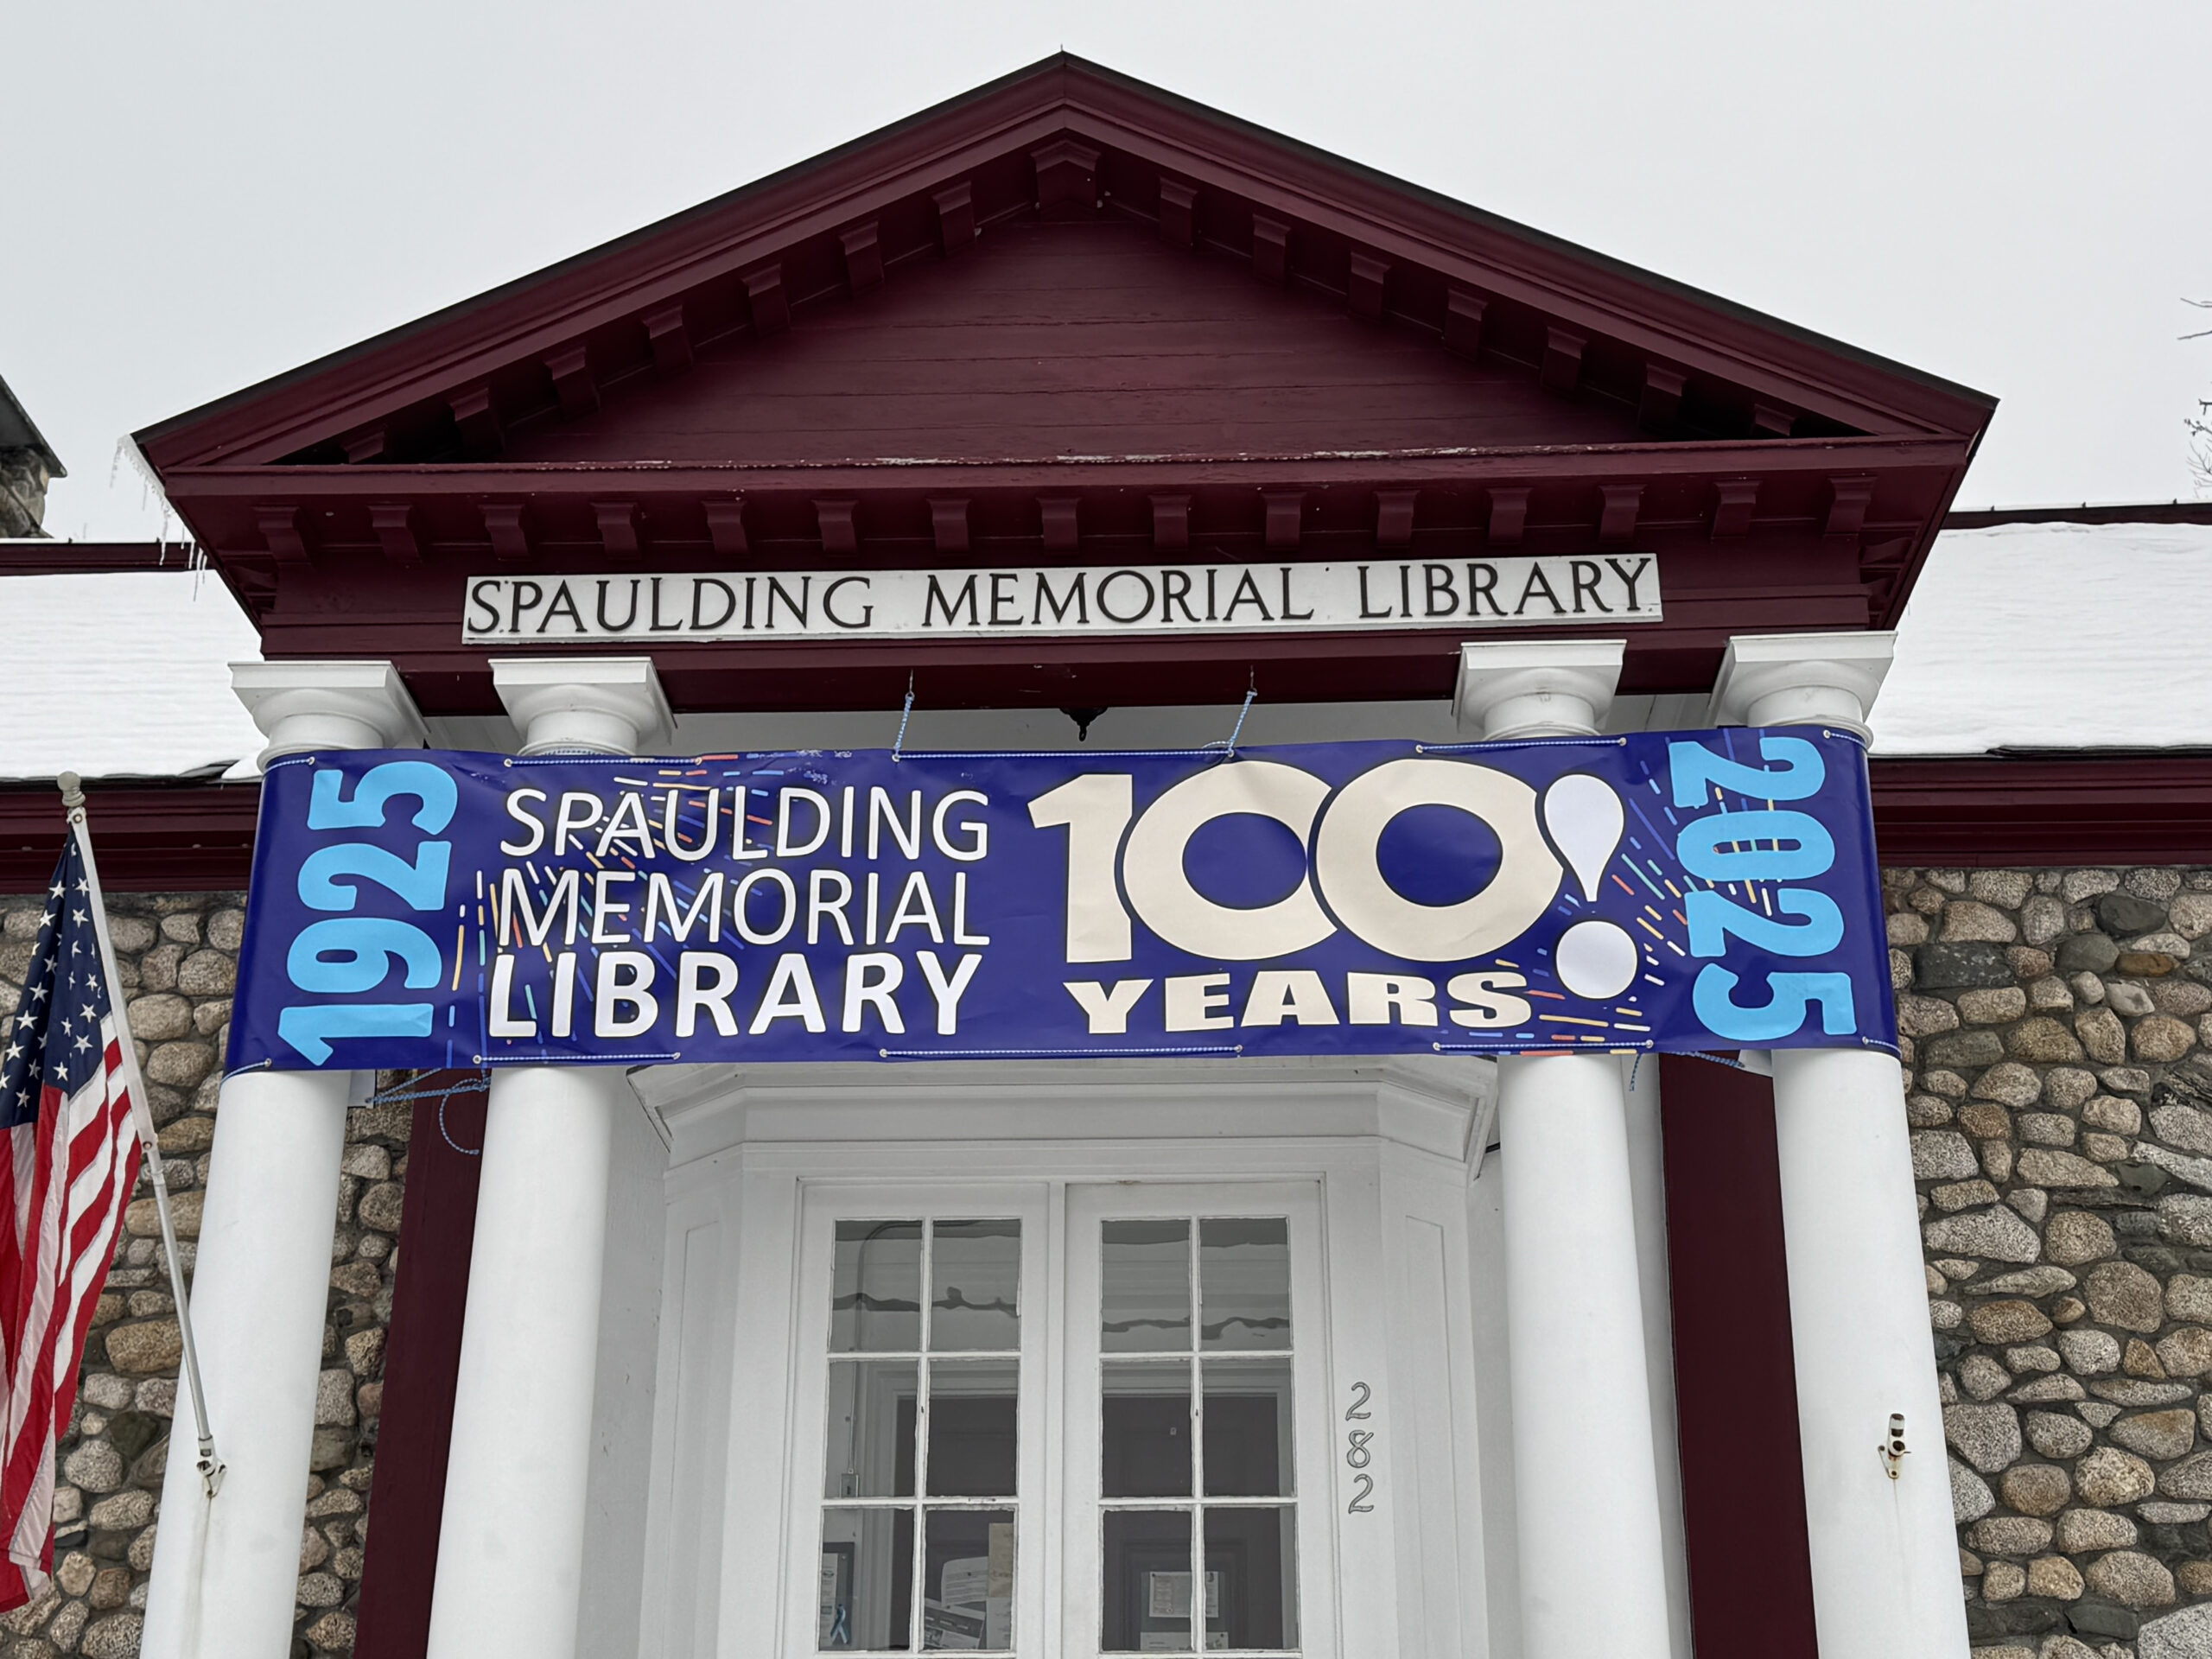 SPAULDING MEMORIAL LIBRARY
1925
SPAULDING
MEMORIAL
LIBRARY
100!
YEARS
2025
282